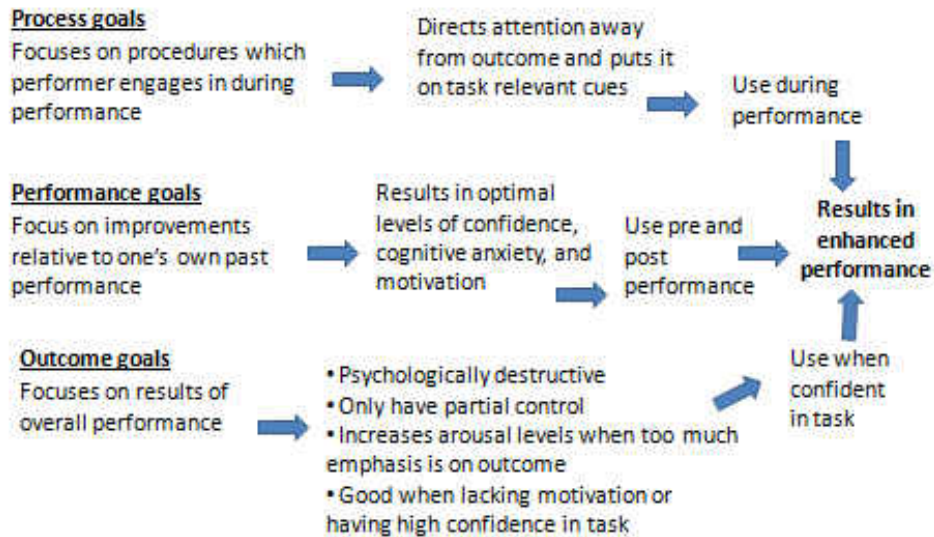 Process goals
Focuses on procedures which
performer engages in during
performance
Directs attention away
from outcome and puts it
on task relevant cues
Use during
performance
Performance goals
Focus on improvements
relative to one's own past
performance
Results in optimal
levels of confidence,
cognitive anxiety, and
motivation
Use pre and
post
performance
Results in
enhanced
performance
Outcome goals
Focuses on results of
overall performance
• Psychologically destructive
• Only have partial control
• Increases arousal levels when too much
emphasis is on outcome
• Good when lacking motivation or
having high confidence in task
Use when
confident
in task